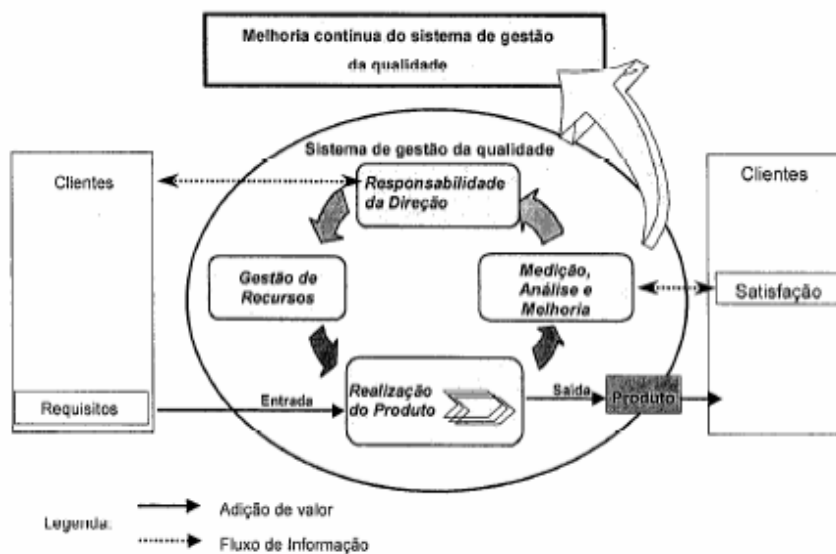 Melhoria contínua do sistema de gestão
da qualidade
Sistema de gestão da qualidade
Clientes
Responsabilidade
da Direção
Clientes
Gestão de
Recursos
Medição,
Análise e
Melhoria
Satisfação
Requisitos
Entrada
Realização
do Produto
Saída
Produto
Legenda:
Adição de valor
Fluxo de Informação